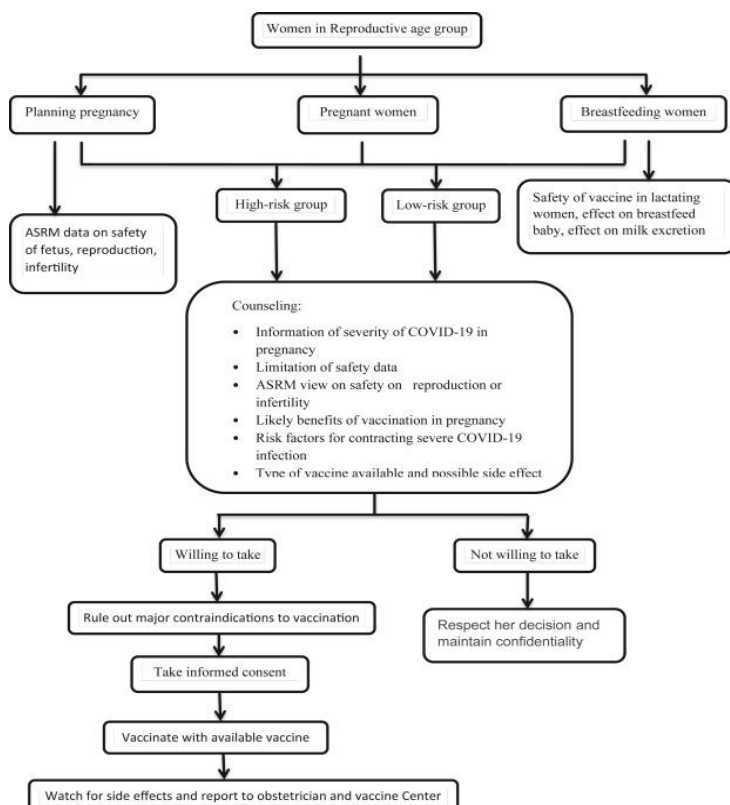 Women in Reproductive age group
Planning pregnancy
Pregnant women
Breastfeeding women
High-risk group
Low-risk group
ASRM data on safety
of fetus, reproduction,
infertility
Safety of vaccine in lactating
women, effect on breastfeed
baby, effect on milk excretion
Counseling:
• Information of severity of COVID-19 in
pregnancy
• Limitation of safety data
• ASRM view on safety on reproduction or
infertility
• Likely benefits of vaccination in pregnancy
• Risk factors for contracting severe COVID-19
infection
• Type of vaccine available and possible side effect
Willing to take
Not willing to take
Rule out major contraindications to vaccination
Respect her decision and
maintain confidentiality
Take informed consent
Vaccinate with available vaccine
Watch for side effects and report to obstetrician and vaccine Center